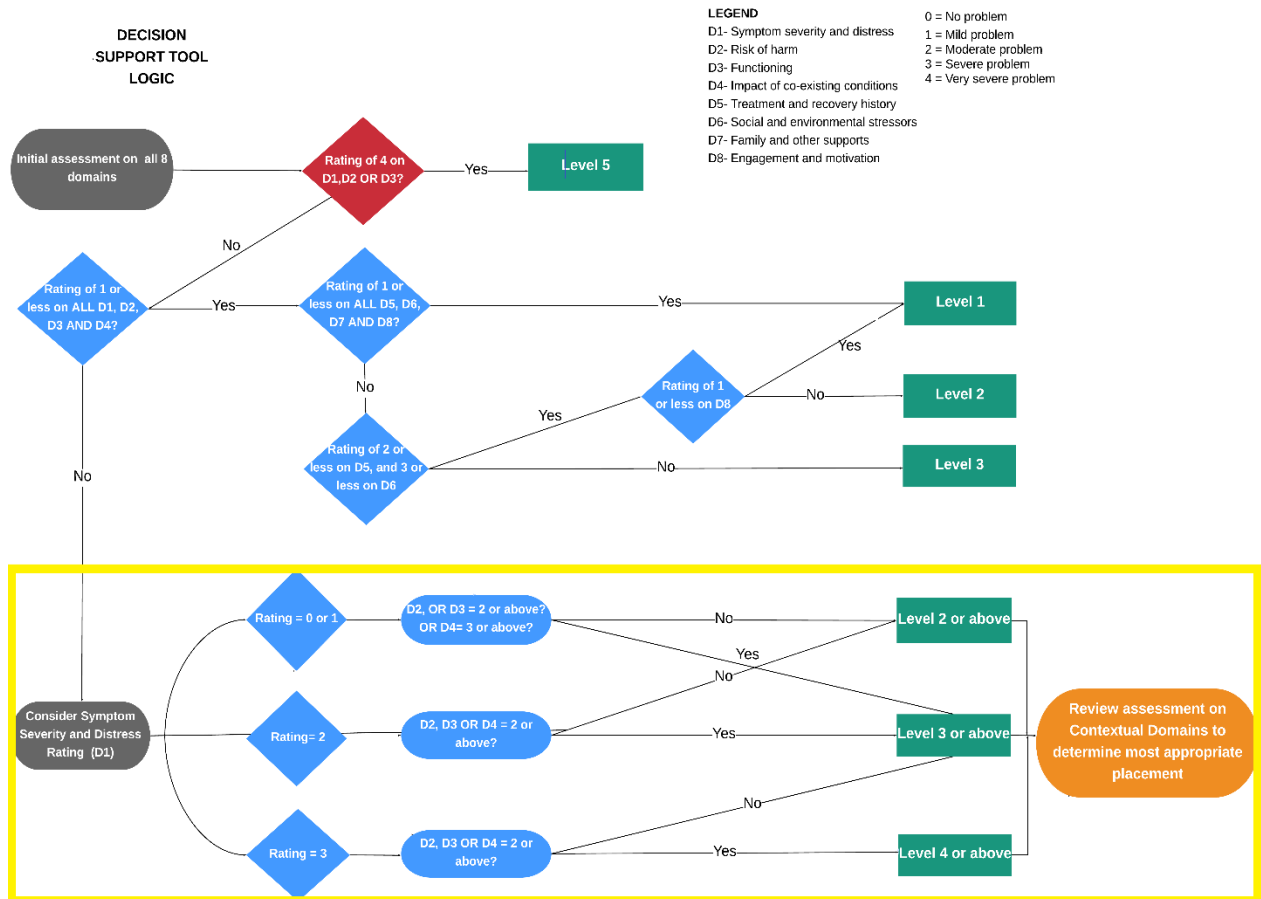 DECISION
SUPPORT TOOL
LOGIC
LEGEND
D1- Symptom severity and distress
D2- Risk of harm
D3- Functioning
D4- Impact of co-existing conditions
D5- Treatment and recovery history
D6- Social and environmental stressors
D7- Family and other supports
D8- Engagement and motivation
0 = No problem
1 = Mild problem
2 = Moderate problem
3 = Severe problem
4 = Very severe problem
Initial assessment on all 8
domains
Rating of 4 on
D1,D2 OR D3?
Yes
Level 5
No
Rating of 1 or
less on ALL D1, D2,
D3 AND D4?
Yes
Rating of 1 or
less on ALL D5, D6,
D7 AND D8?
Yes
Level 1
No
Rating of 2 or
less on D5, and 3 or
less on D6
Yes
Rating of 1
or less on D8
Yes
No
Level 2
No
Level 3
No
Consider Symptom
Severity and Distress
Rating (D1)
Rating = 0 or 1
D2, OR D3 = 2 or above?
OR D4= 3 or above?
No
Yes
Level 2 or above
Rating= 2
D2, D3 OR D4 = 2 or
above?
No
Yes
Level 3 or above
Rating = 3
D2, D3 OR D4 = 2 or
above?
No
Yes
Level 4 or above
Review assessment on
Contextual Domains to
determine most appropriate
placement